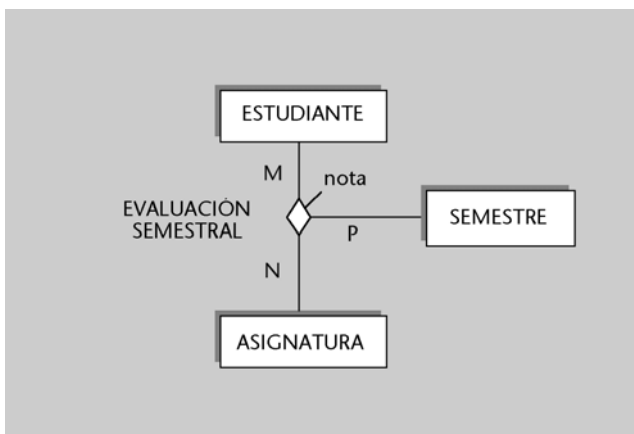 ESTUDIANTE
M
nota
EVALUACIÓN
SEMESTRAL
SEMESTRE
P
N
ASIGNATURA